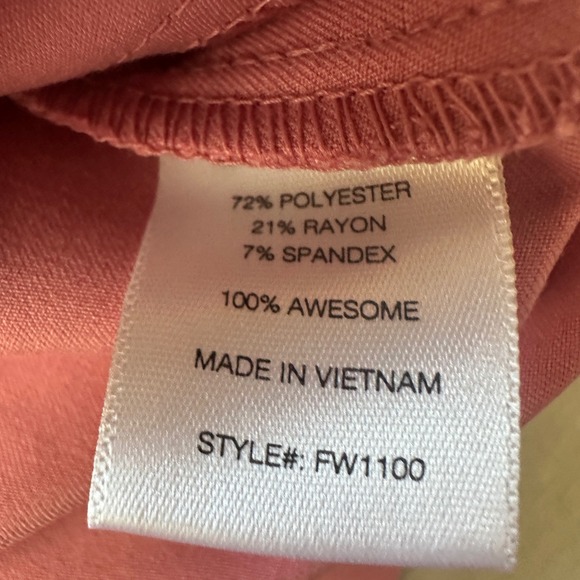 72% POLYESTER
21% RAYON
7% SPANDEX
100% AWESOME
MADE IN VIETNAM
STYLE#: FW1100